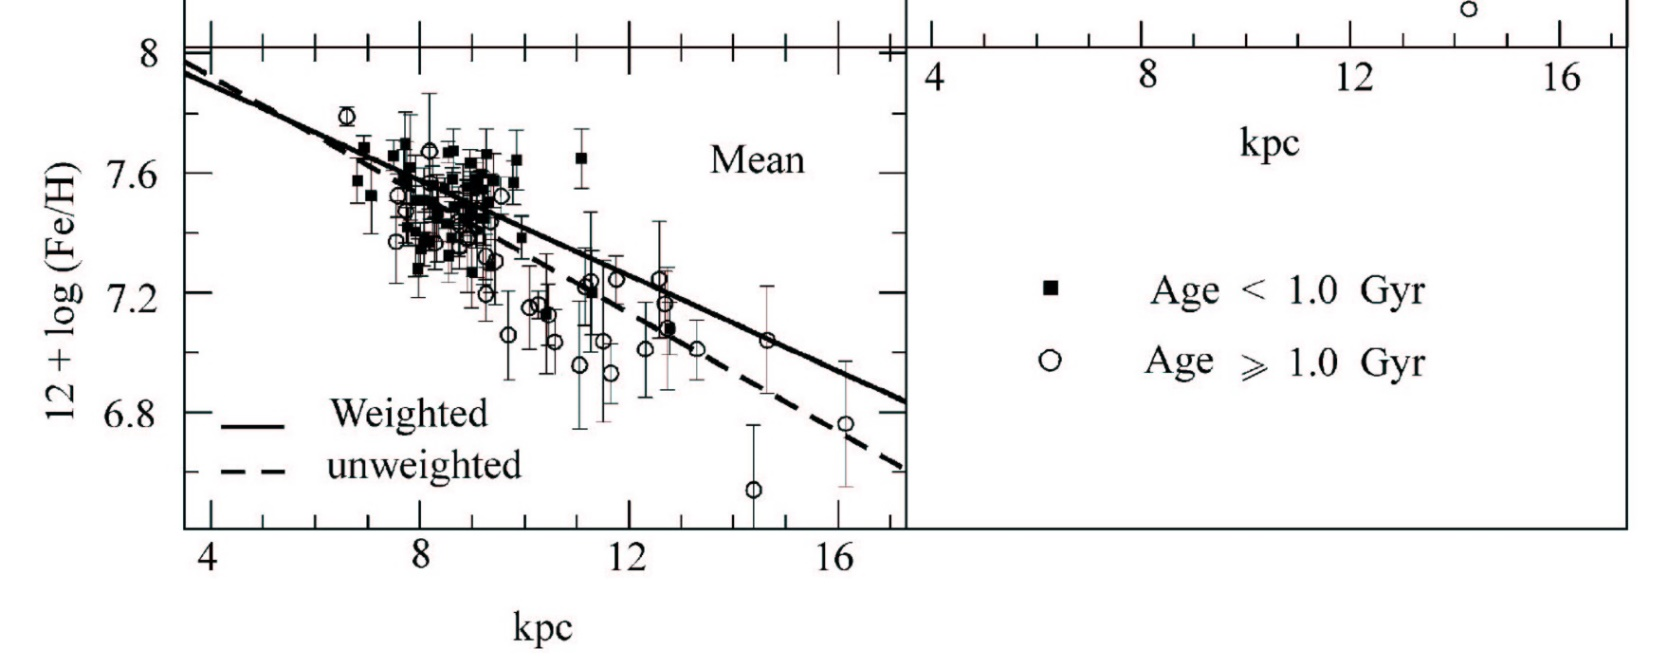 8
7.6
7.2
6.8
12 + log (Fe/H)
Mean
Weighted
unweighted
4 8 12 16
kpc
4 8 12 16
kpc
Age < 1.0 Gyr
Age ⩾ 1.0 Gyr